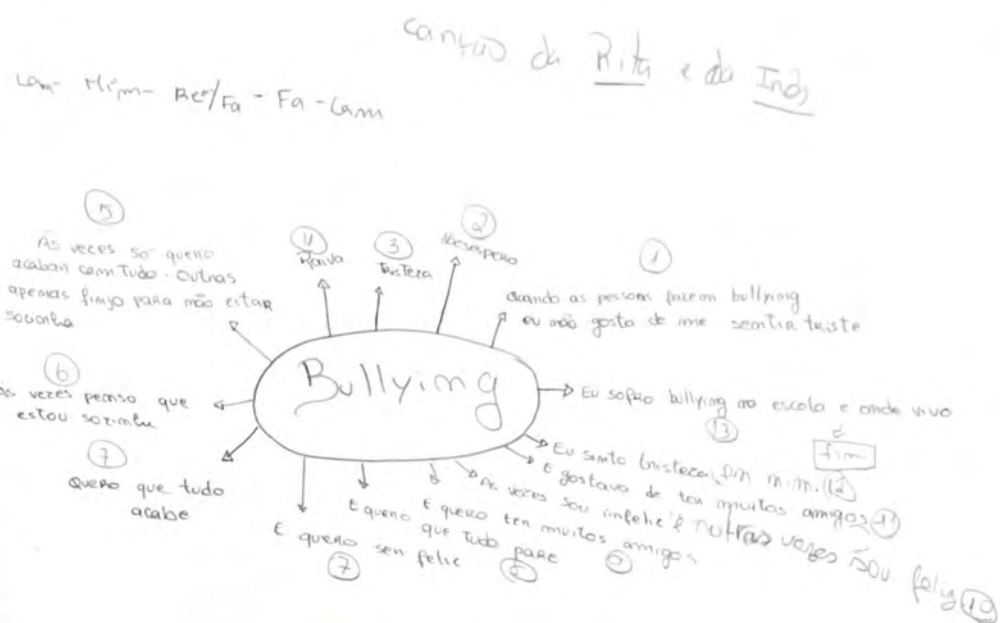 canção da Rita e da Inês
Lam- Mim- Re/Fa - Fa - Lam
5
Às vezes só quero
acabar com tudo. Outras
apenas finjo para não estar
sozinha
4
Raiva
3
Tristeza
2
Desespero
1
Quando as pessoas fazem bullying
eu não gosto de me sentir triste
Bullying
6
Às vezes penso que
estou sozinha
7
Quero que tudo
acabe
E quero ser feliz
7
E quero que tudo pare
E quero ter muitos amigos
9
Às vezes sou infeliz e noutras vezes sou feliz 10
E gostava de ter muitos amigos 11
Eu sinto tristeza em mim. 12
Eu sofro bullying na escola e onde vivo
13
fim